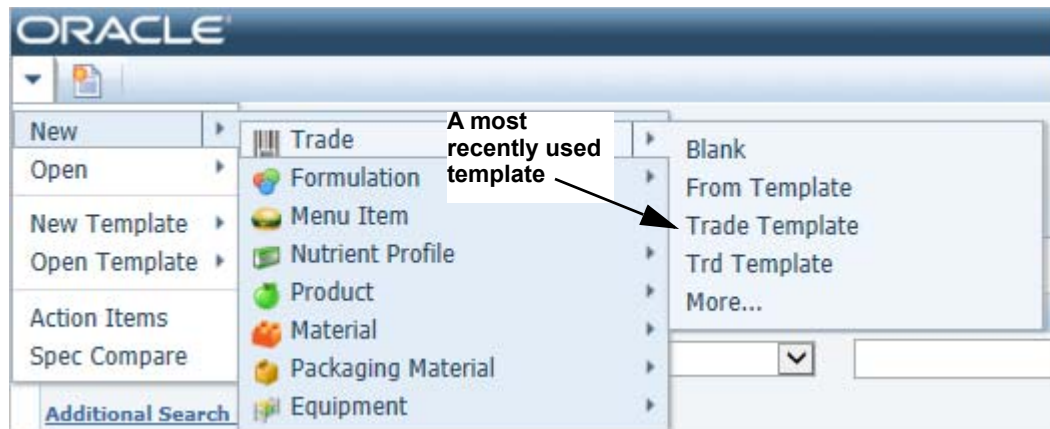 ORACLE
New
Open
New Template
Open Template
Action Items
Spec Compare
Additional Search
Trade
Formulation
Menu Item
Nutrient Profile
Product
Material
Packaging Material
Equipment
A most
recently used
template
Blank
From Template
Trade Template
Trd Template
More...